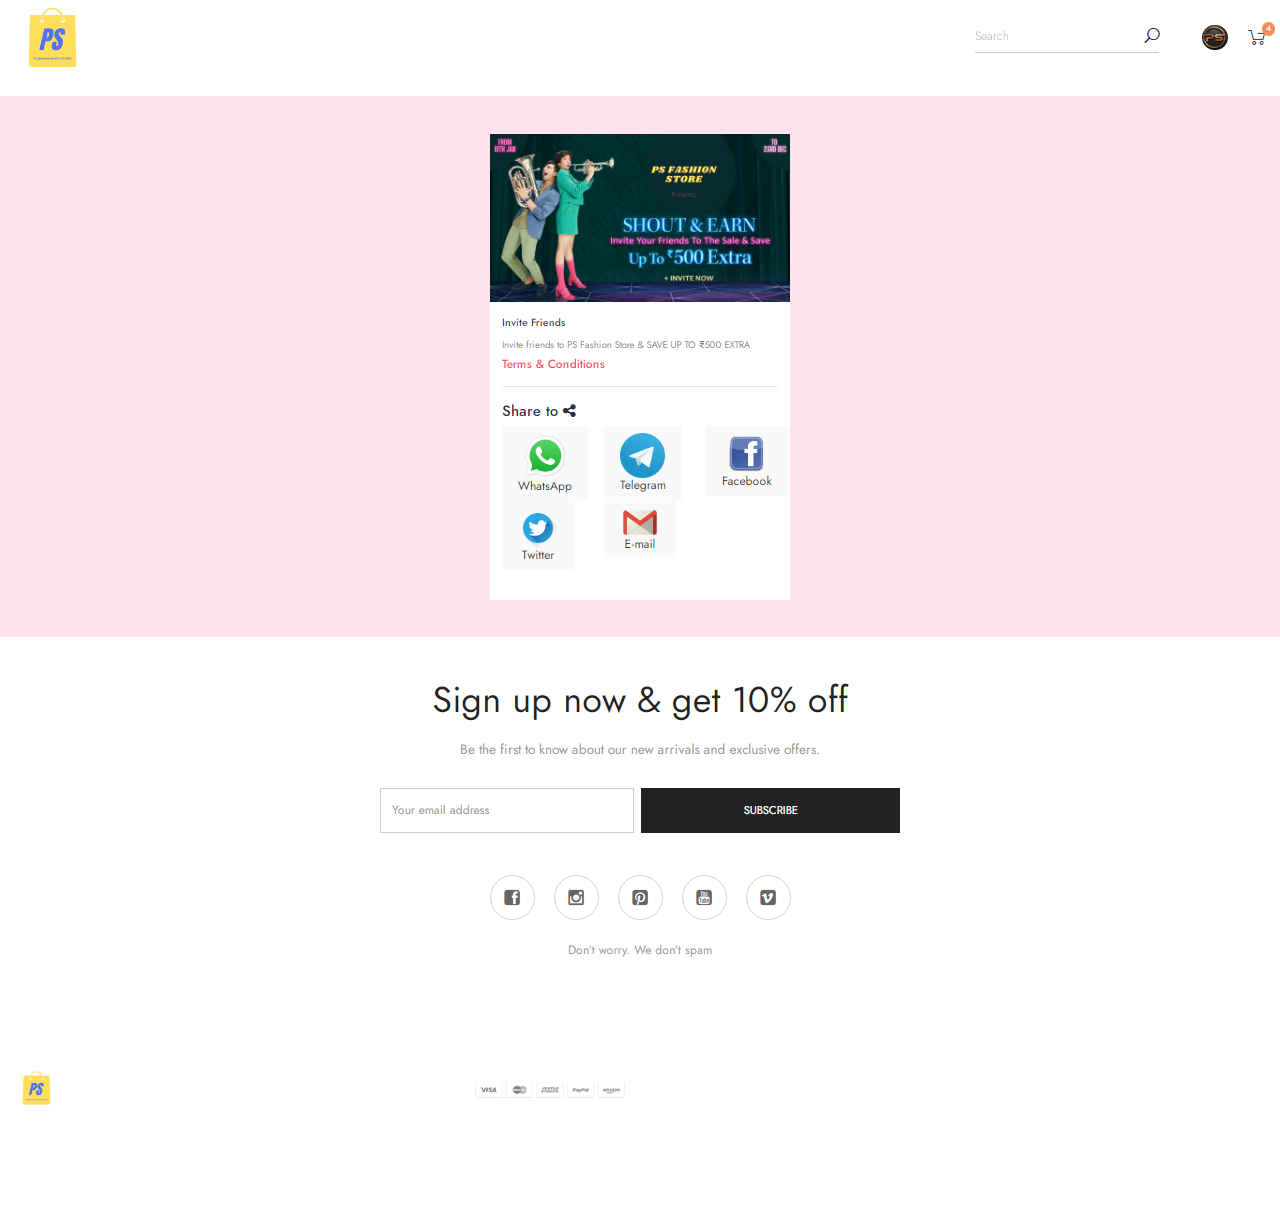 PS
Search
PS
4
FROM
TO
23RD DEC
PS FASHION
STORE
Presents
SHOUT & EARN
Invite Your Friends To The Sale & Save
Up To ₹500 Extra
+ INVITE NOW
Invite Friends
Invite friends to PS Fashion Store & SAVE UP TO ₹500 EXTRA
Terms & Conditions
Share to
WhatsApp
Telegram
Facebook
Twitter
E-mail
Sign up now & get 10% off
Be the first to know about our new arrivals and exclusive offers.
Your email address
SUBSCRIBE
You
Tube
Don't worry. We don't spam
PS
VISA
PayPal
amazon